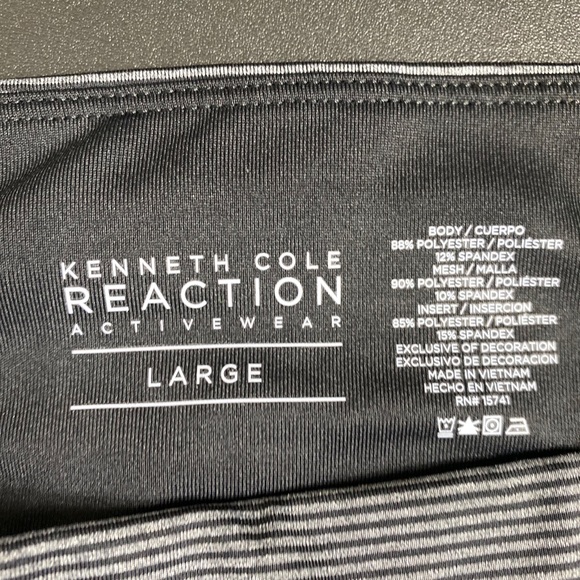 KENNETH COLE
REACTION
ACTIVEWEAR
LARGE
BODY / CUERPO
88% POLYESTER / POLIÉSTER
12% SPANDEX
MESH / MALLA
90% POLYESTER / POLIÉSTER
10% SPANDEX
INSERT / INSERCION
85% POLYESTER / POLIÉSTER
15% SPANDEX
EXCLUSIVE OF DECORATION
EXCLUSIVO DE DECORACIÓN
MADE IN VIETNAM
HECHO EN VIETNAM
RN# 15741